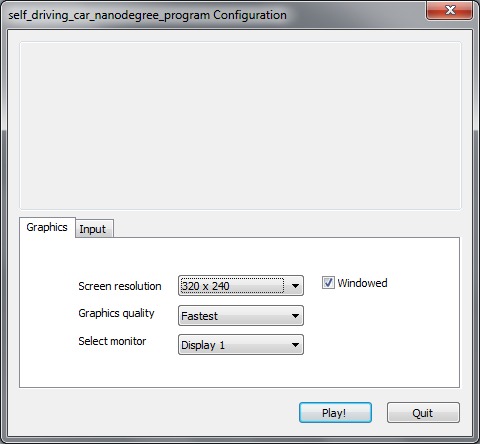 self_driving_car_nanodegree_program Configuration
Graphics Input
Screen resolution 320 x 240 Windowed
Graphics quality Fastest
Select monitor Display 1
Play! Quit